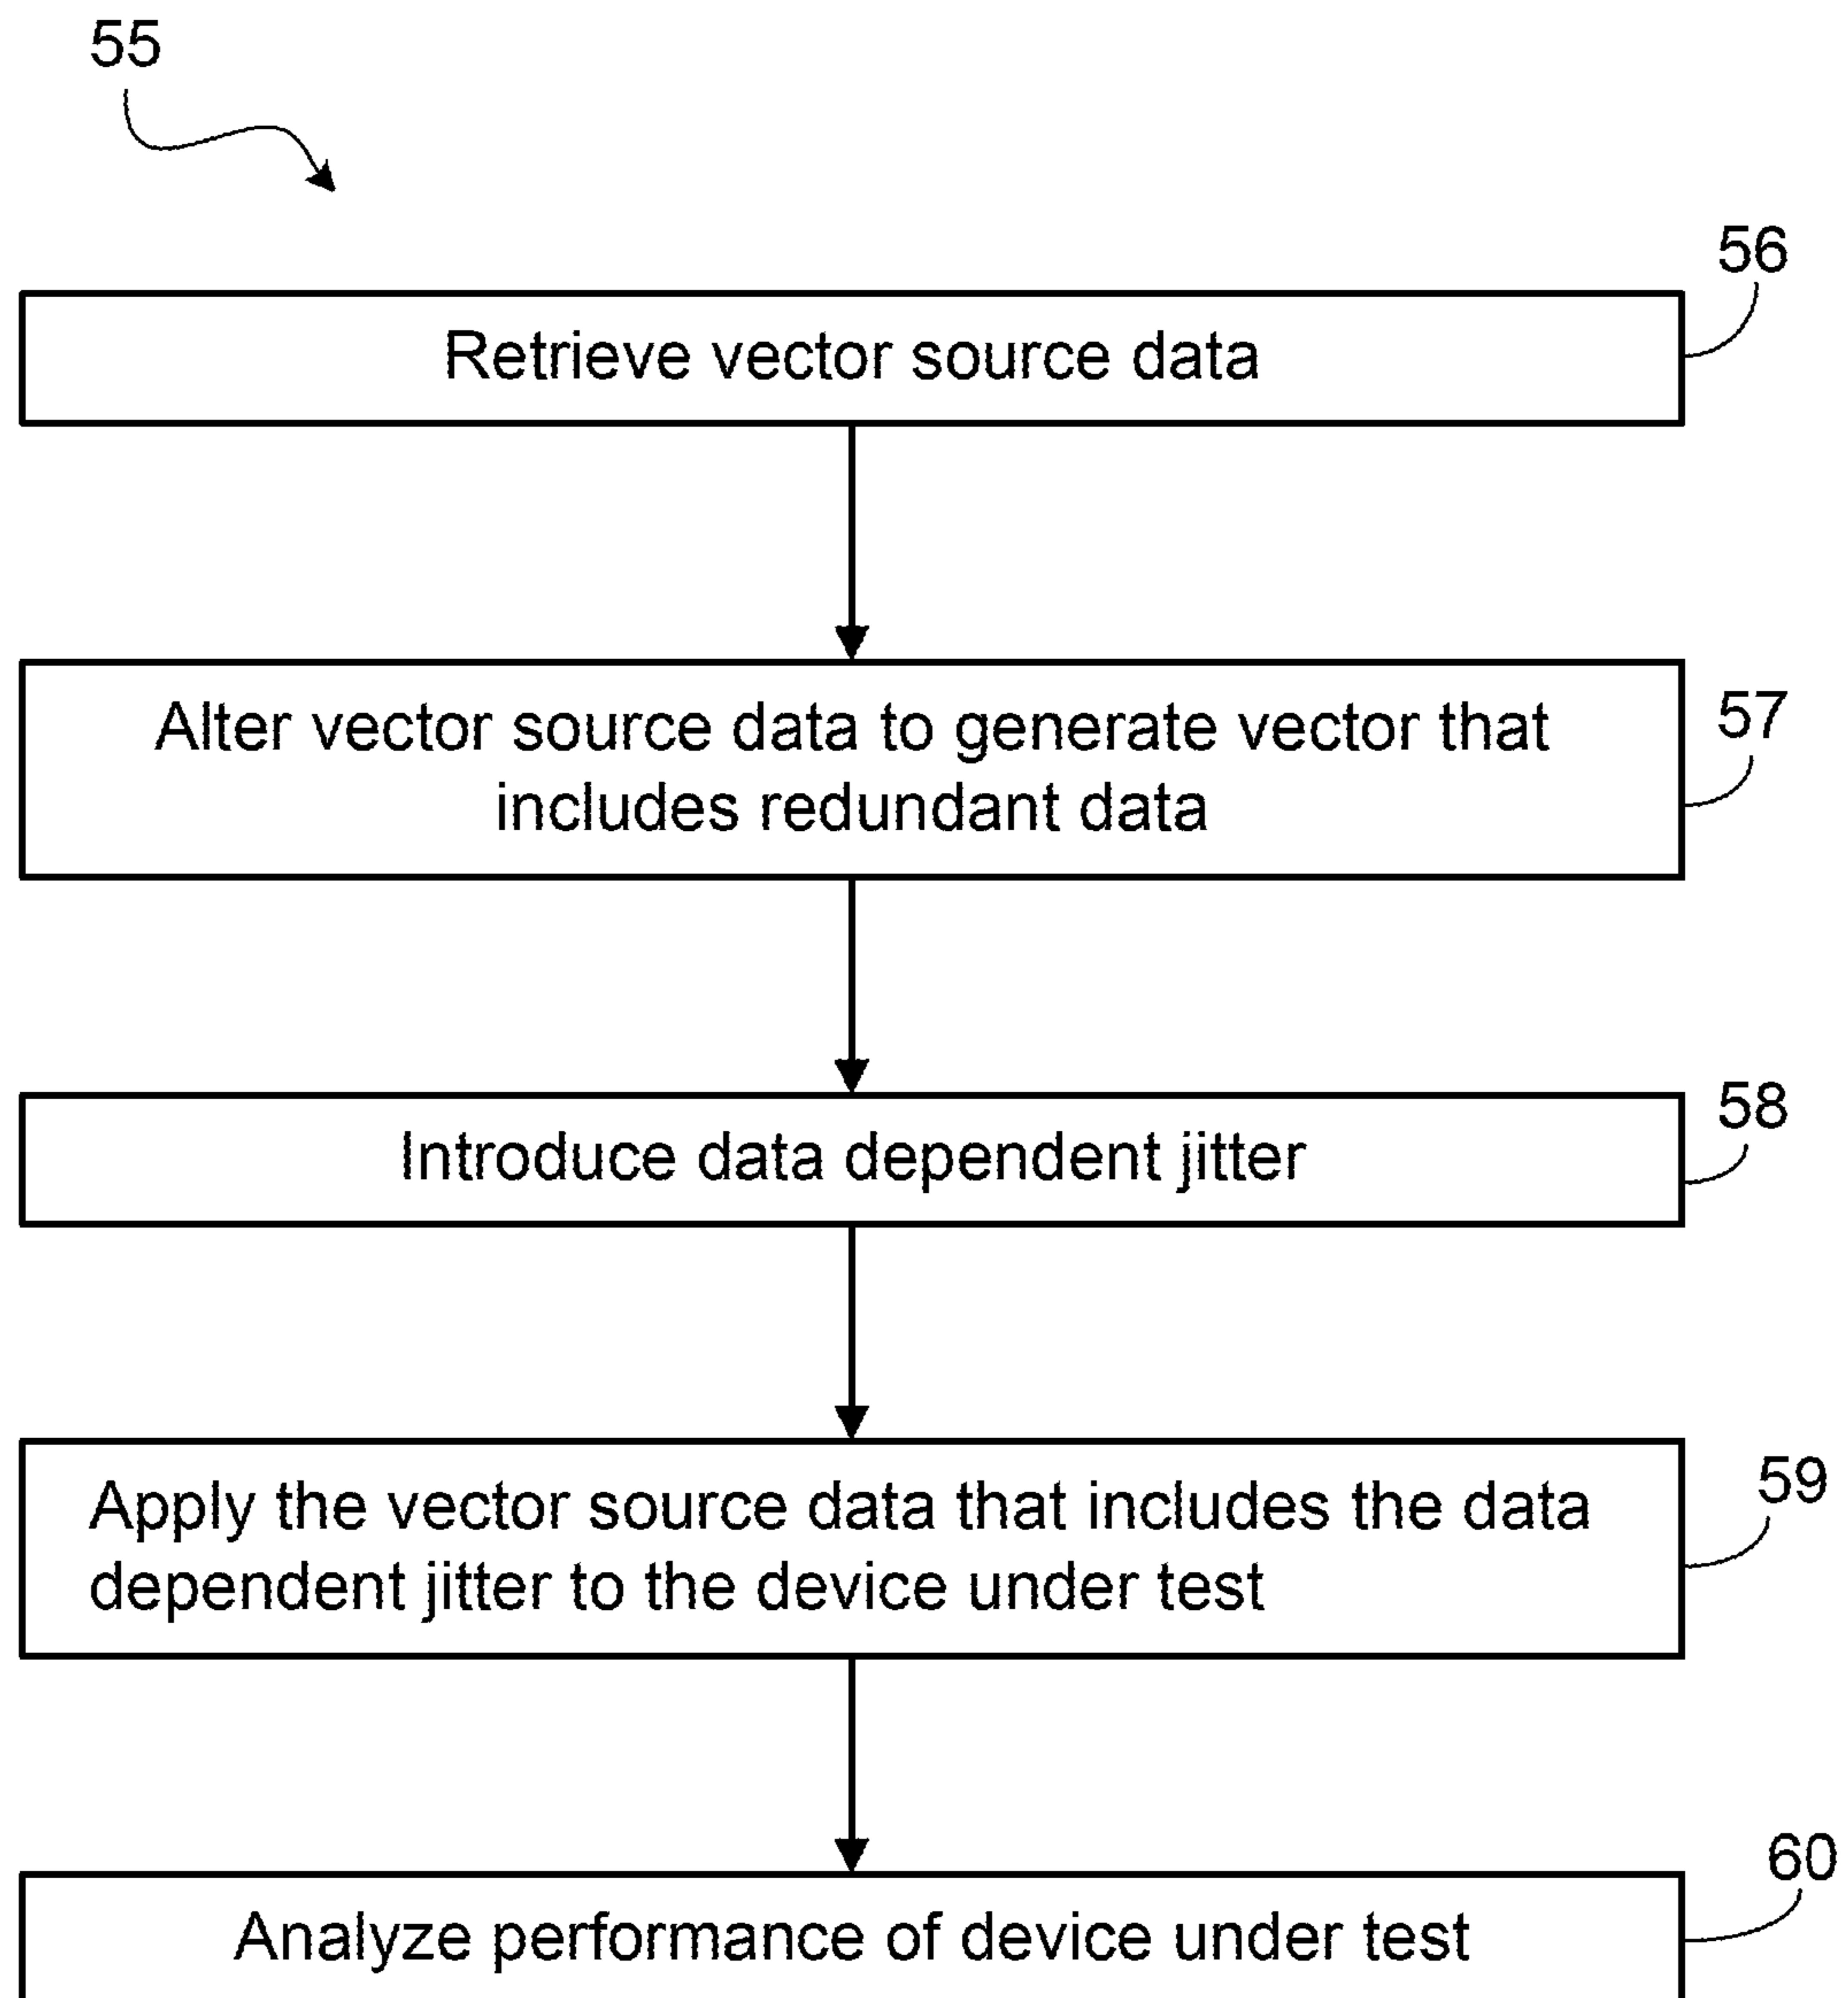 55
56
Retrieve vector source data
57
Alter vector source data to generate vector that
includes redundant data
58
Introduce data dependent jitter
59
Apply the vector source data that includes the data
dependent jitter to the device under test
60
Analyze performance of device under test